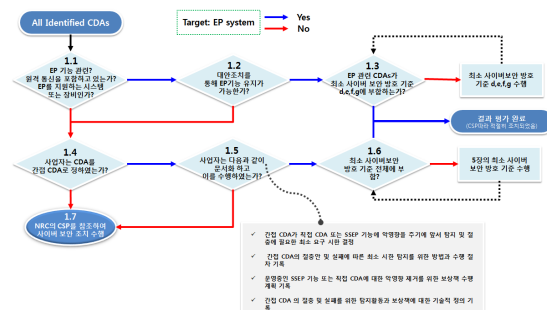 All Identified CDAs
Target: EP system
Yes
No
1.1
EP 기능 관련?
원격 통신을 포함하고 있는가?
EP를 지원하는 시스템
또는 장비인가?
1.2
대안조치를
통해 EP기능 유지가
가능한가?
1.3
EP 관련 CDAs가
최소 사이버보안 방호 기준
d,e,f,g에 부합하는가?
최소 사이버보안 방호
기준 d,e,f,g 수행
결과 평가 완료
(CSP따라 적절히 조치되었음)
1.4
사업자는 CDA를
간접 CDA로 정하였는가?
1.5
사업자는 다음과 같이
문서화 하고
이를 수행하였는가?
1.6
최소 사이버보안
방호 기준 전체에 부
합?
5장의 최소 사이버
보안 방호 기준 수행
1.7
NRC의 CSP를 참조하여
사이버 보안 조치 수행
✓ 간접 CDA가 직접 CDA 또는 SSEP 기능에 악영향을 주기에 앞서 탐지 및 절
충에 필요한 최소 요구 시한 결정
✓ 간접 CDA의 절충안 및 실패에 따른 최소 시한 탐지를 위한 방법과 수행 절
차 기록
✓ 운영중인 SSEP 기능 또는 직접 CDA에 대한 악영향 제거를 위한 보상책 수행
계획 기록
✓ 간접 CDA 의 절충 및 실패를 위한 탐지활동과 보상책에 대한 기술적 정의 기
록